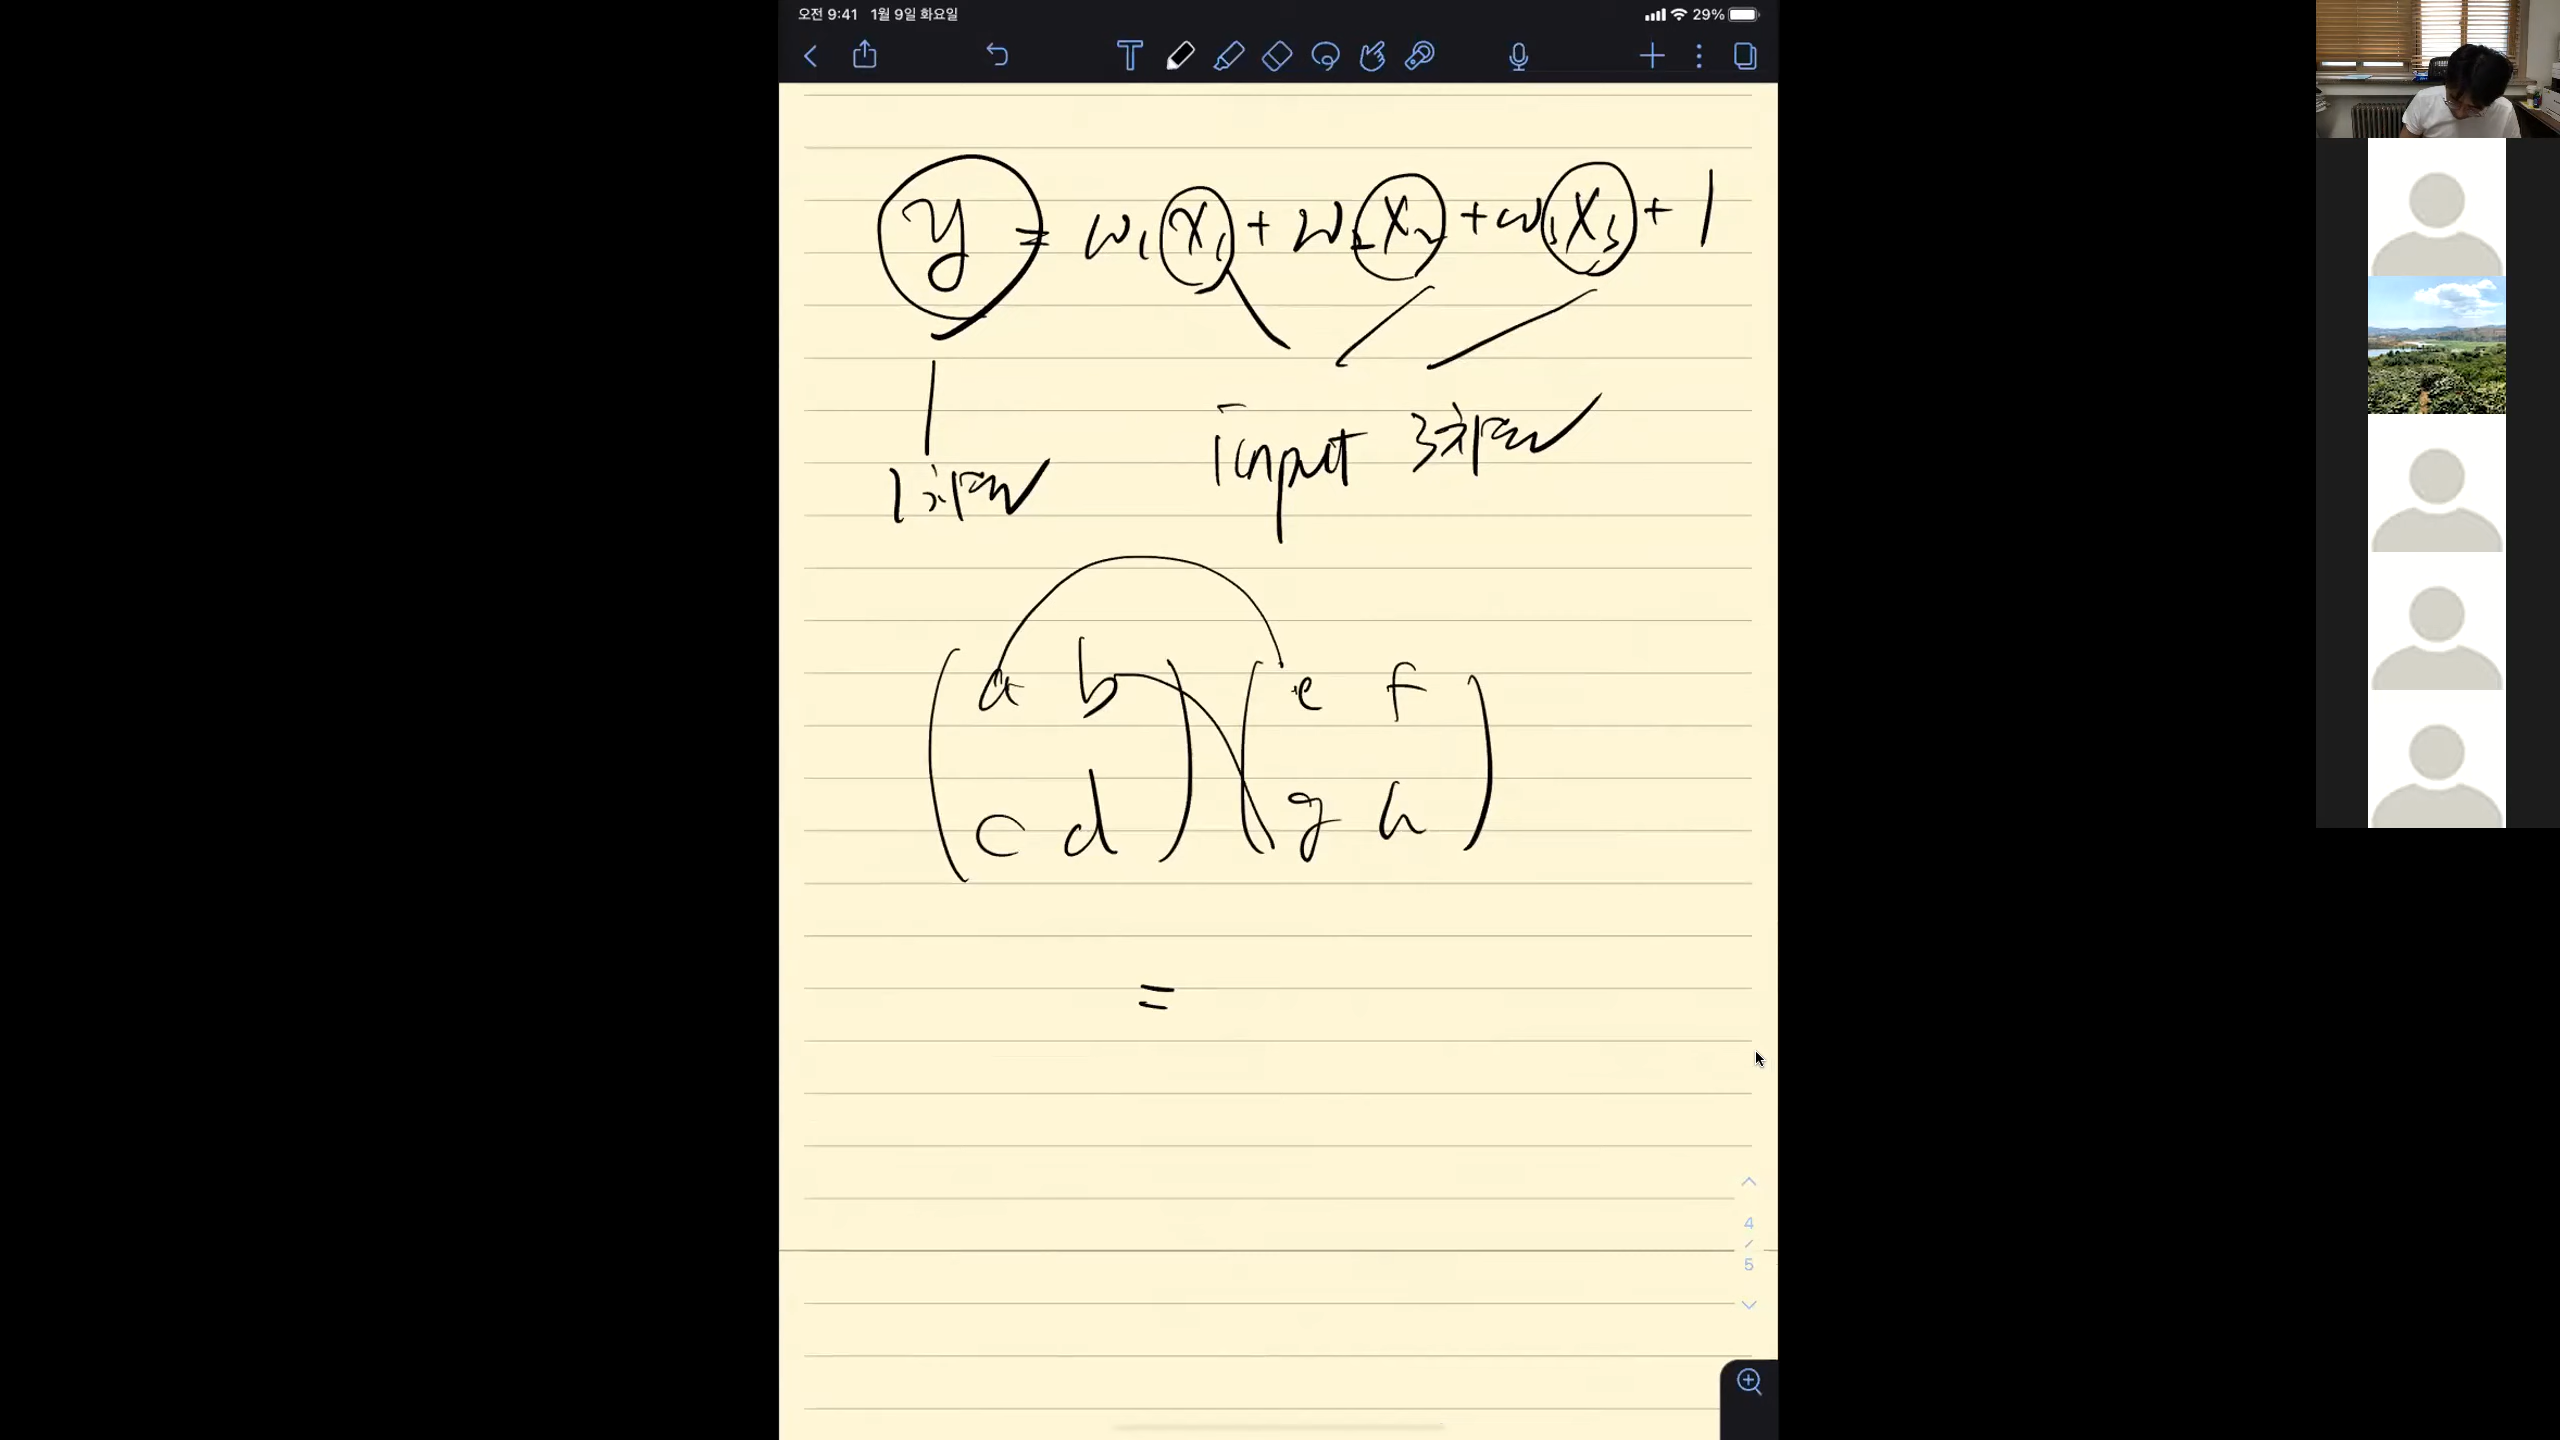 오전 9:41 1월 9일 화요일 29%
y = w₁x₁ + w₂x₂ + w₃x₃ + 1
input 3차원
1차원
a b e f
c d g h
=
4
/
5